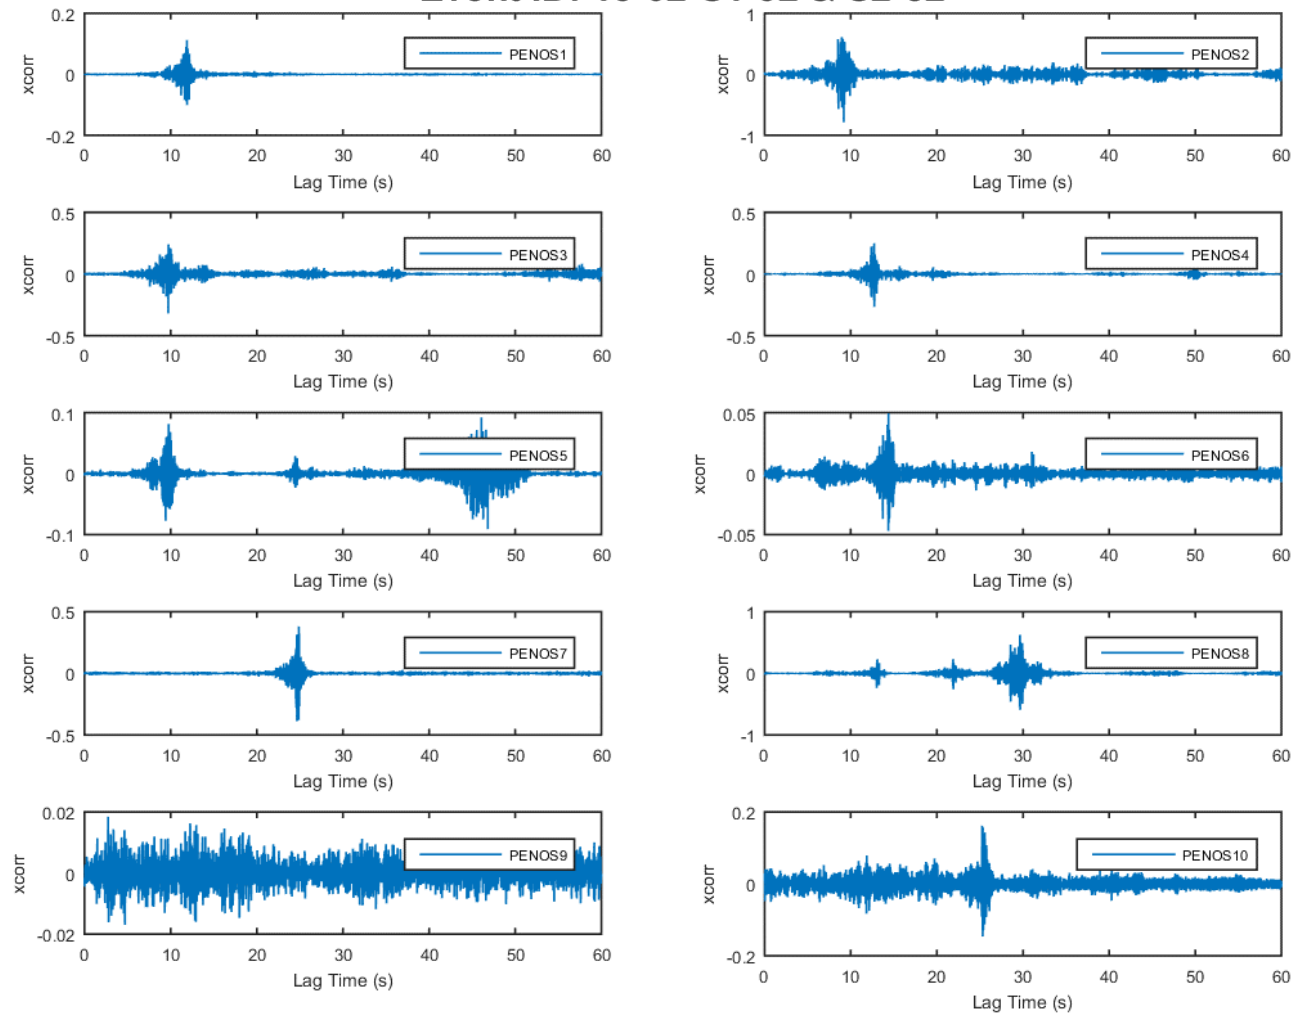 0.2
0
-0.2
xcorr
PENOS1
0 10 20 30 40 50 60
Lag Time (s)
1
0
-1
xcorr
PENOS2
0 10 20 30 40 50 60
Lag Time (s)
0.5
0
-0.5
xcorr
PENOS3
0 10 20 30 40 50 60
Lag Time (s)
0.5
0
-0.5
xcorr
PENOS4
0 10 20 30 40 50 60
Lag Time (s)
0.1
0
-0.1
xcorr
PENOS5
0 10 20 30 40 50 60
Lag Time (s)
0.05
0
-0.05
xcorr
PENOS6
0 10 20 30 40 50 60
Lag Time (s)
0.5
0
-0.5
xcorr
PENOS7
0 10 20 30 40 50 60
Lag Time (s)
1
0
-1
xcorr
PENOS8
0 10 20 30 40 50 60
Lag Time (s)
0.02
0
-0.02
xcorr
PENOS9
0 10 20 30 40 50 60
Lag Time (s)
0.2
0
-0.2
xcorr
PENOS10
0 10 20 30 40 50 60
Lag Time (s)